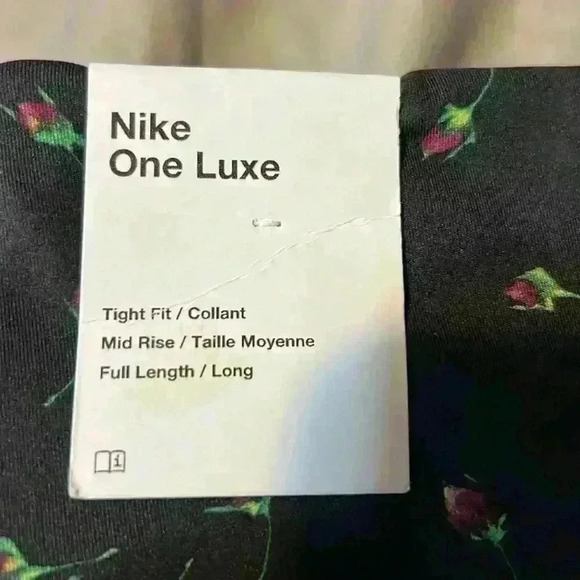 Nike
One Luxe
Tight Fit / Collant
Mid Rise / Taille Moyenne
Full Length / Long
i